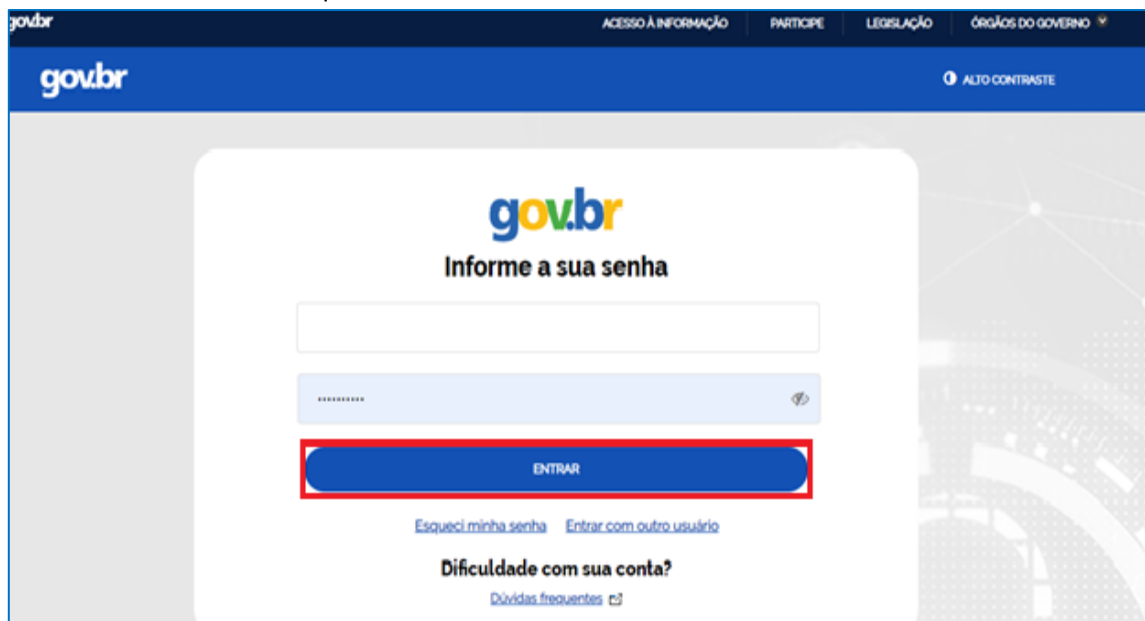 gov.br ACESSO À INFORMAÇÃO PARTICIPE LEGISLAÇÃO ÓRGÃOS DO GOVERNO
gov.br ALTO CONTRASTE
gov.br
Informe a sua senha
••••••••••
ENTRAR
Esqueci minha senha Entrar com outro usuário
Dificuldade com sua conta?
Dúvidas frequentes